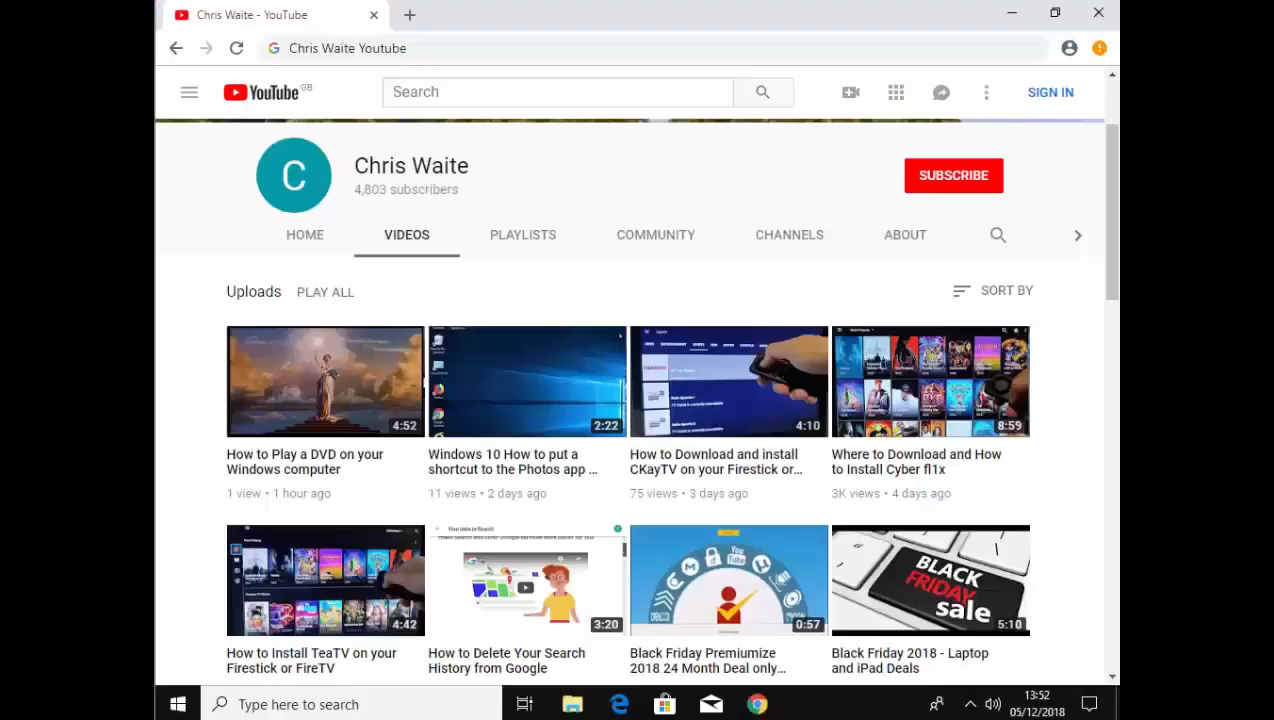 Chris Waite - YouTube
Chris Waite Youtube
YouTube GB
Search
SIGN IN
Chris Waite
4,803 subscribers
SUBSCRIBE
HOME
VIDEOS
PLAYLISTS
COMMUNITY
CHANNELS
ABOUT
Uploads
PLAY ALL
SORT BY
4:52
2:22
4:10
8:59
How to Play a DVD on your
Windows computer
1 view • 1 hour ago
Windows 10 How to put a
shortcut to the Photos app ...
11 views • 2 days ago
How to Download and install
CKayTV on your Firestick or...
75 views • 3 days ago
Where to Download and How
to Install Cyber fl1x
3K views • 4 days ago
4:42
3:20
You
Tube
0:57
BLACK
FRIDAY
sale
5:10
How to Install TeaTV on your
Firestick or FireTV
How to Delete Your Search
History from Google
Black Friday Premiumize
2018 24 Month Deal only...
Black Friday 2018 - Laptop
and iPad Deals
Type here to search
13:52
05/12/2018